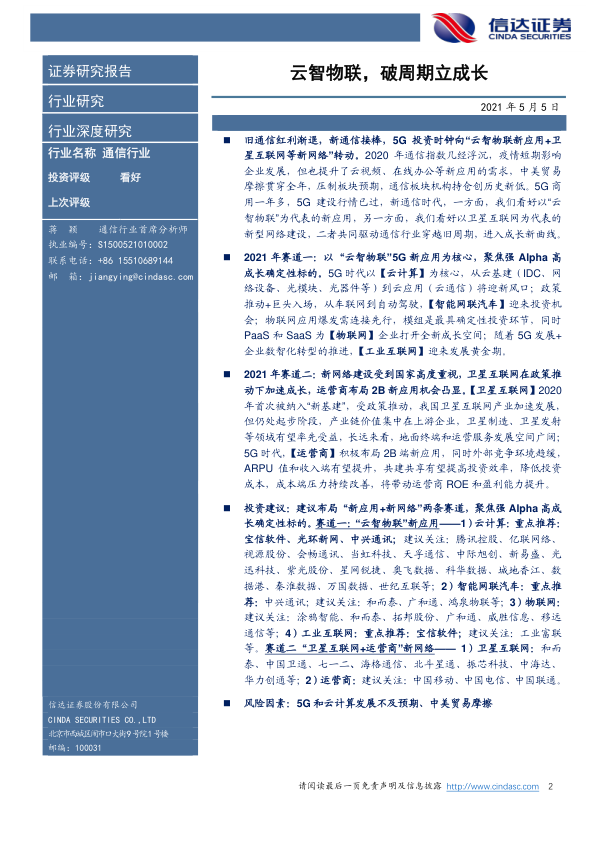 信达证券
CINDA SECURITIES
证券研究报告
行业研究
行业深度研究
行业名称 通信行业
投资评级 看好
上次评级
蒋 颖 通信行业首席分析师
执业编号：S1500521010002
联系电话：+86 15510689144
邮 箱：jiangying@cindasc.com
信达证券股份有限公司
CINDA SECURITIES CO.,LTD
北京市西城区闹市口大街9号院1号楼
邮编：100031
云智物联，破周期立成长
2021 年 5 月 5 日
旧通信红利渐退，新通信接棒，5G 投资时钟向“云智物联新应用+卫
星互联网等新网络”转动。2020 年通信指数几经浮沉，疫情短期影响
企业发展，但也提升了云视频、在线办公等新应用的需求，中美贸易
摩擦贯穿全年，压制板块预期，通信板块机构持仓创历史新低。5G 商
用一年多，5G 建设行情已过，新通信时代，一方面，我们看好以“云
智物联”为代表的新应用，另一方面，我们看好以卫星互联网为代表的
新型网络建设，二者共同驱动通信行业穿越旧周期、进入成长新曲线。
2021 年赛道一：以“云智物联”5G 新应用为核心，聚焦强 Alpha 高
成长确定性标的。5G 时代以【云计算】为核心，从云基建（IDC、网
络设备、光模块、光器件等）到云应用（云通信）将迎新风口；政策
推动+巨头入场，从车联网到自动驾驶，【智能网联汽车】迎来投资机
会；物联网应用爆发需连接先行，模组是最具确定性投资环节，同时
PaaS 和 SaaS 为【物联网】企业打开全新成长空间；随着 5G 发展+
企业数智化转型的推进，【工业互联网】迎来发展黄金期。
2021 年赛道二：新网络建设受到国家高度重视，卫星互联网在政策推
动下加速成长，运营商布局 2B 新应用机会凸显。【卫星互联网】2020
年首次被纳入“新基建”，受政策推动，我国卫星互联网产业加速发展，
但仍处起步阶段，产业链价值集中在上游企业，卫星制造、卫星发射
等领域有望率先受益，长远来看，地面终端和运营服务发展空间广阔；
5G 时代，【运营商】积极布局 2B 端新应用，同时外部竞争环境趋缓，
ARPU 值和收入端有望提升，共建共享有望提高投资效率，降低投资
成本，成本端压力持续改善，将带动运营商 ROE 和盈利能力提升。
投资建议：建议布局 “新应用+新网络”两条赛道，聚焦强 Alpha 高成
长确定性标的。赛道一：“云智物联”新应用——1）云计算：重点推荐：
宝信软件、光环新网、中兴通讯；建议关注：腾讯控股、亿联网络、
视源股份、会畅通讯、当虹科技、天孚通信、中际旭创、新易盛、光
迅科技、紫光股份、星网锐捷、奥飞数据、科华数据、城地香江、数
据港、秦淮数据、万国数据、世纪互联等；2）智能网联汽车：重点推
荐：中兴通讯；建议关注：和而泰、广和通、鸿泉物联等；3）物联网：
建议关注：涂鸦智能、和而泰、拓邦股份、广和通、威胜信息、移远
通信等；4）工业互联网：重点推荐：宝信软件；建议关注：工业富联
等。赛道二 “卫星互联网+运营商”新网络—— 1）卫星互联网：和而
泰、中国卫通、七一二、海格通信、北斗星通、振芯科技、中海达、
华力创通等；2）运营商：建议关注：中国移动、中国电信、中国联通。
风险因素：5G和云计算发展不及预期、中美贸易摩擦
请阅读最后一页免责声明及信息披露 http://www.cindasc.com 2